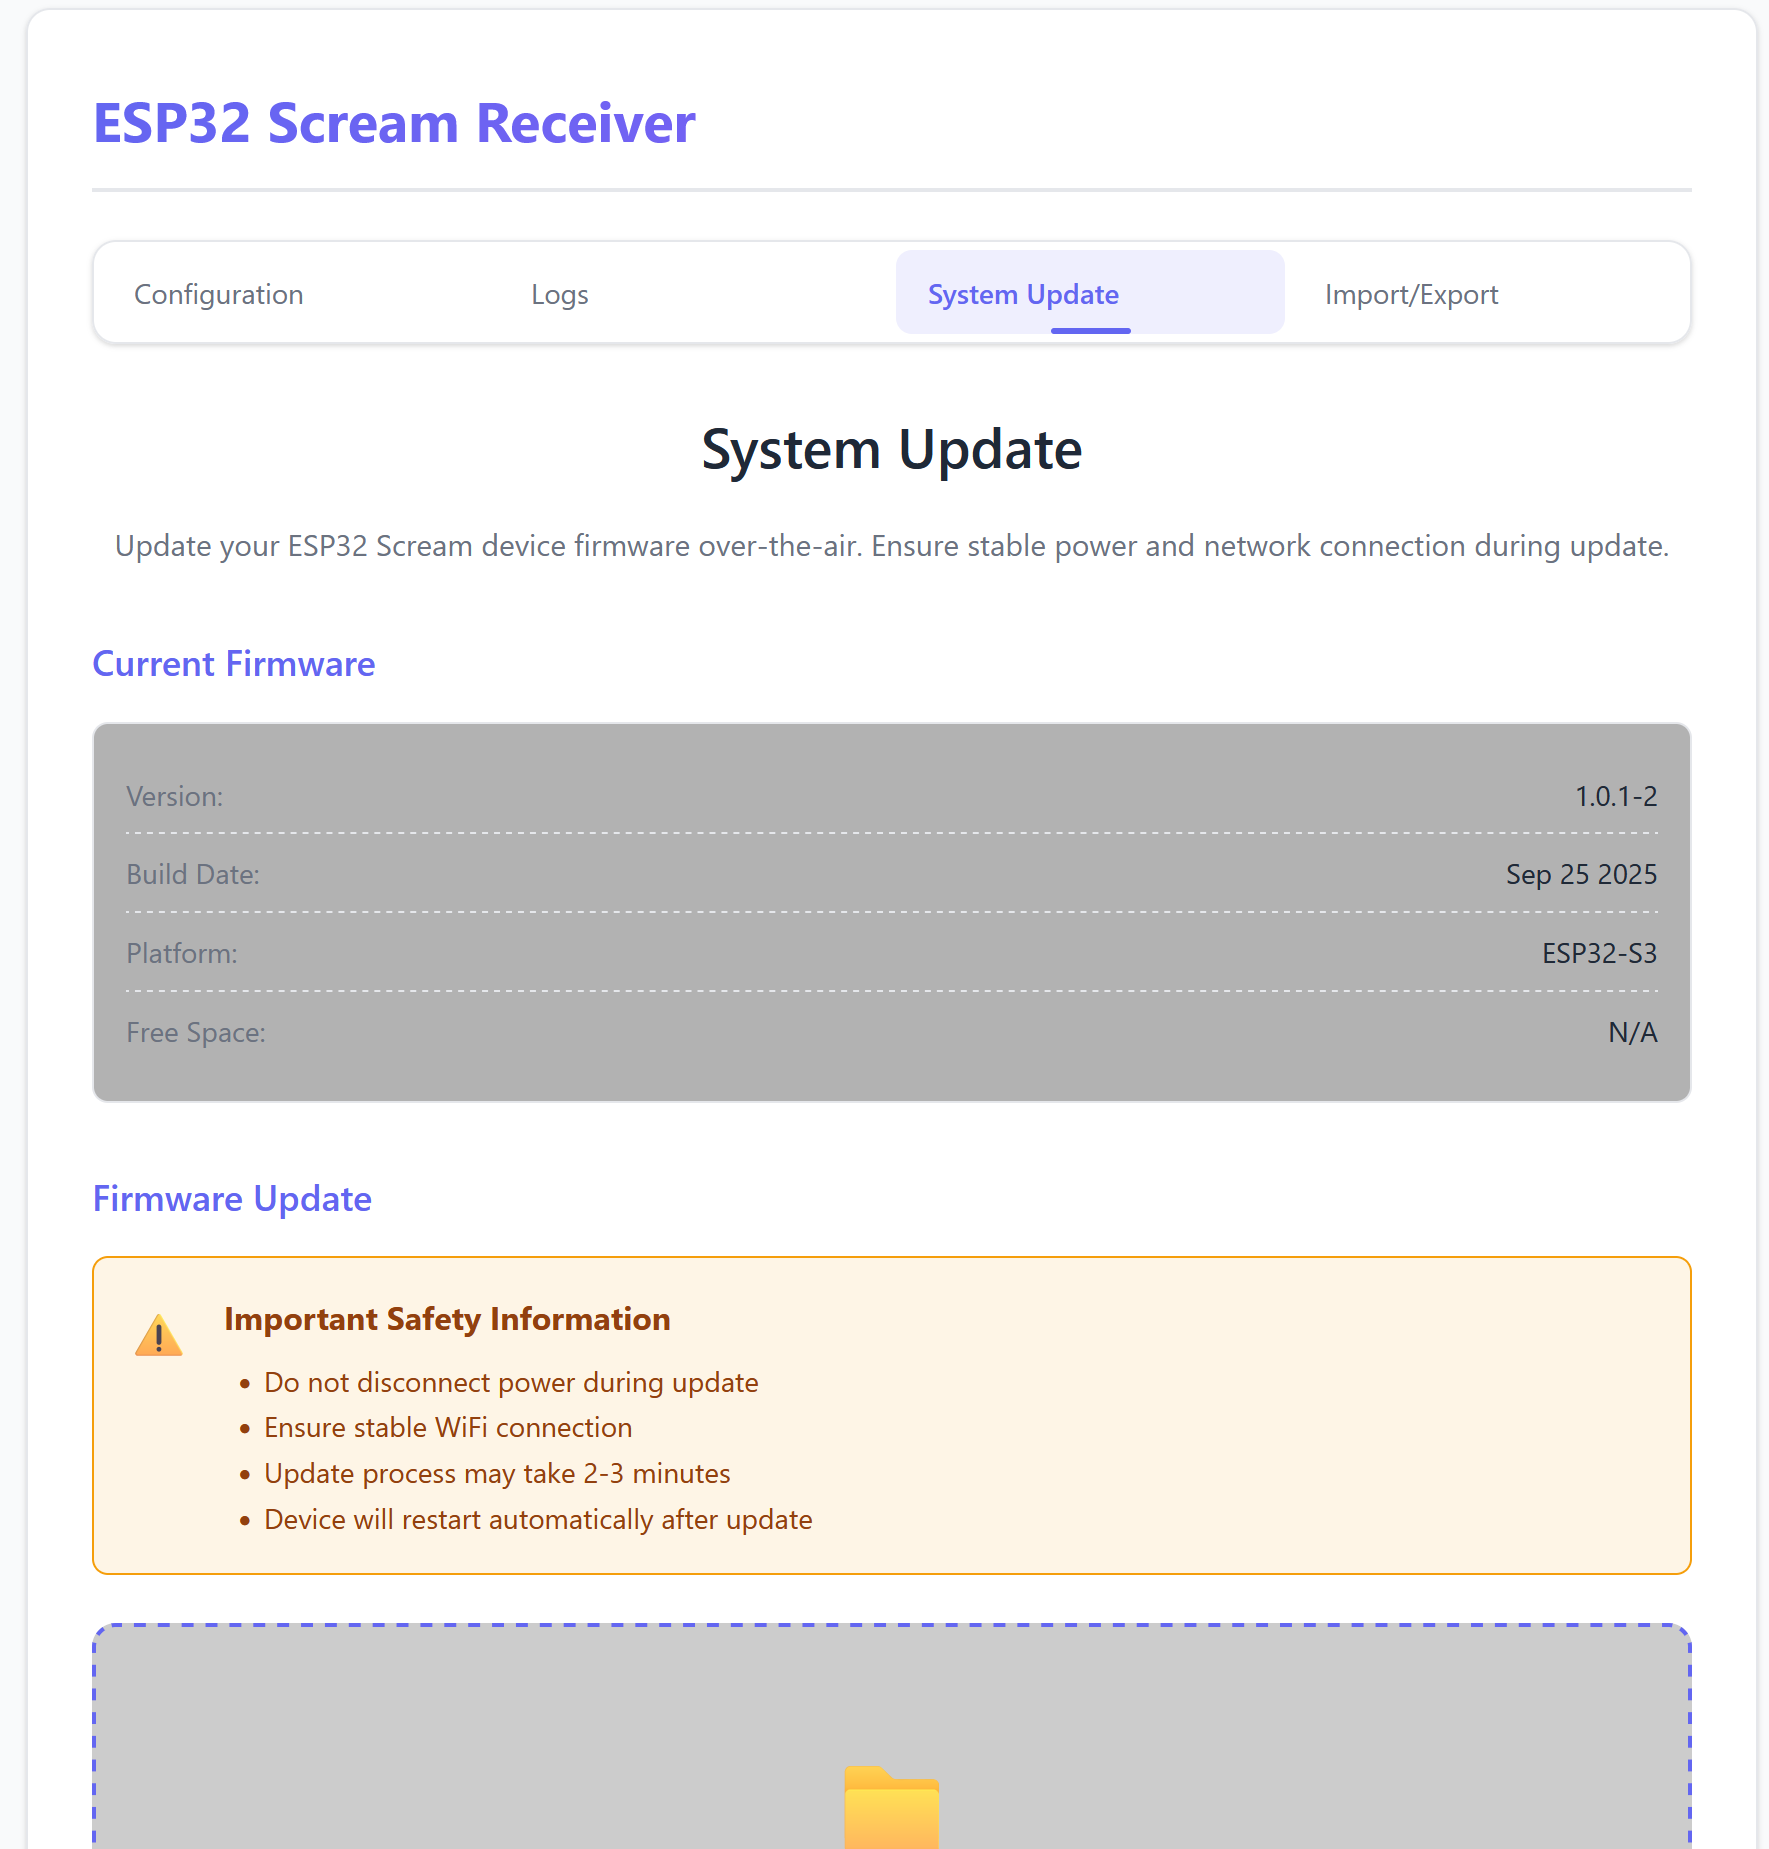 ESP32 Scream Receiver
Configuration Logs System Update Import/Export
System Update
Update your ESP32 Scream device firmware over-the-air. Ensure stable power and network connection during update.
Current Firmware
Version: 1.0.1-2
Build Date: Sep 25 2025
Platform: ESP32-S3
Free Space: N/A
Firmware Update
Important Safety Information
• Do not disconnect power during update
• Ensure stable WiFi connection
• Update process may take 2-3 minutes
• Device will restart automatically after update